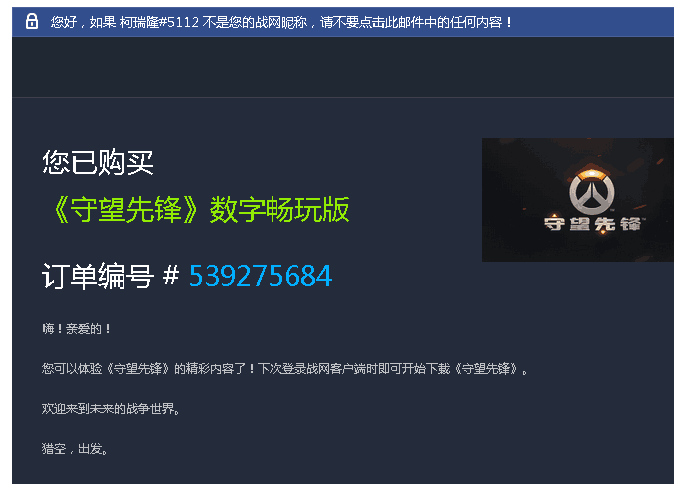 您好，如果 柯瑞隆#5112 不是您的战网昵称，请不要点击此邮件中的任何内容！
您已购买
《守望先锋》数字畅玩版
守望先锋™
订单编号 # 539275684
嗨！亲爱的！
您可以体验《守望先锋》的精彩内容了！下次登录战网客户端时即可开始下载《守望先锋》。
欢迎来到未来的战争世界。
猎空，出发。